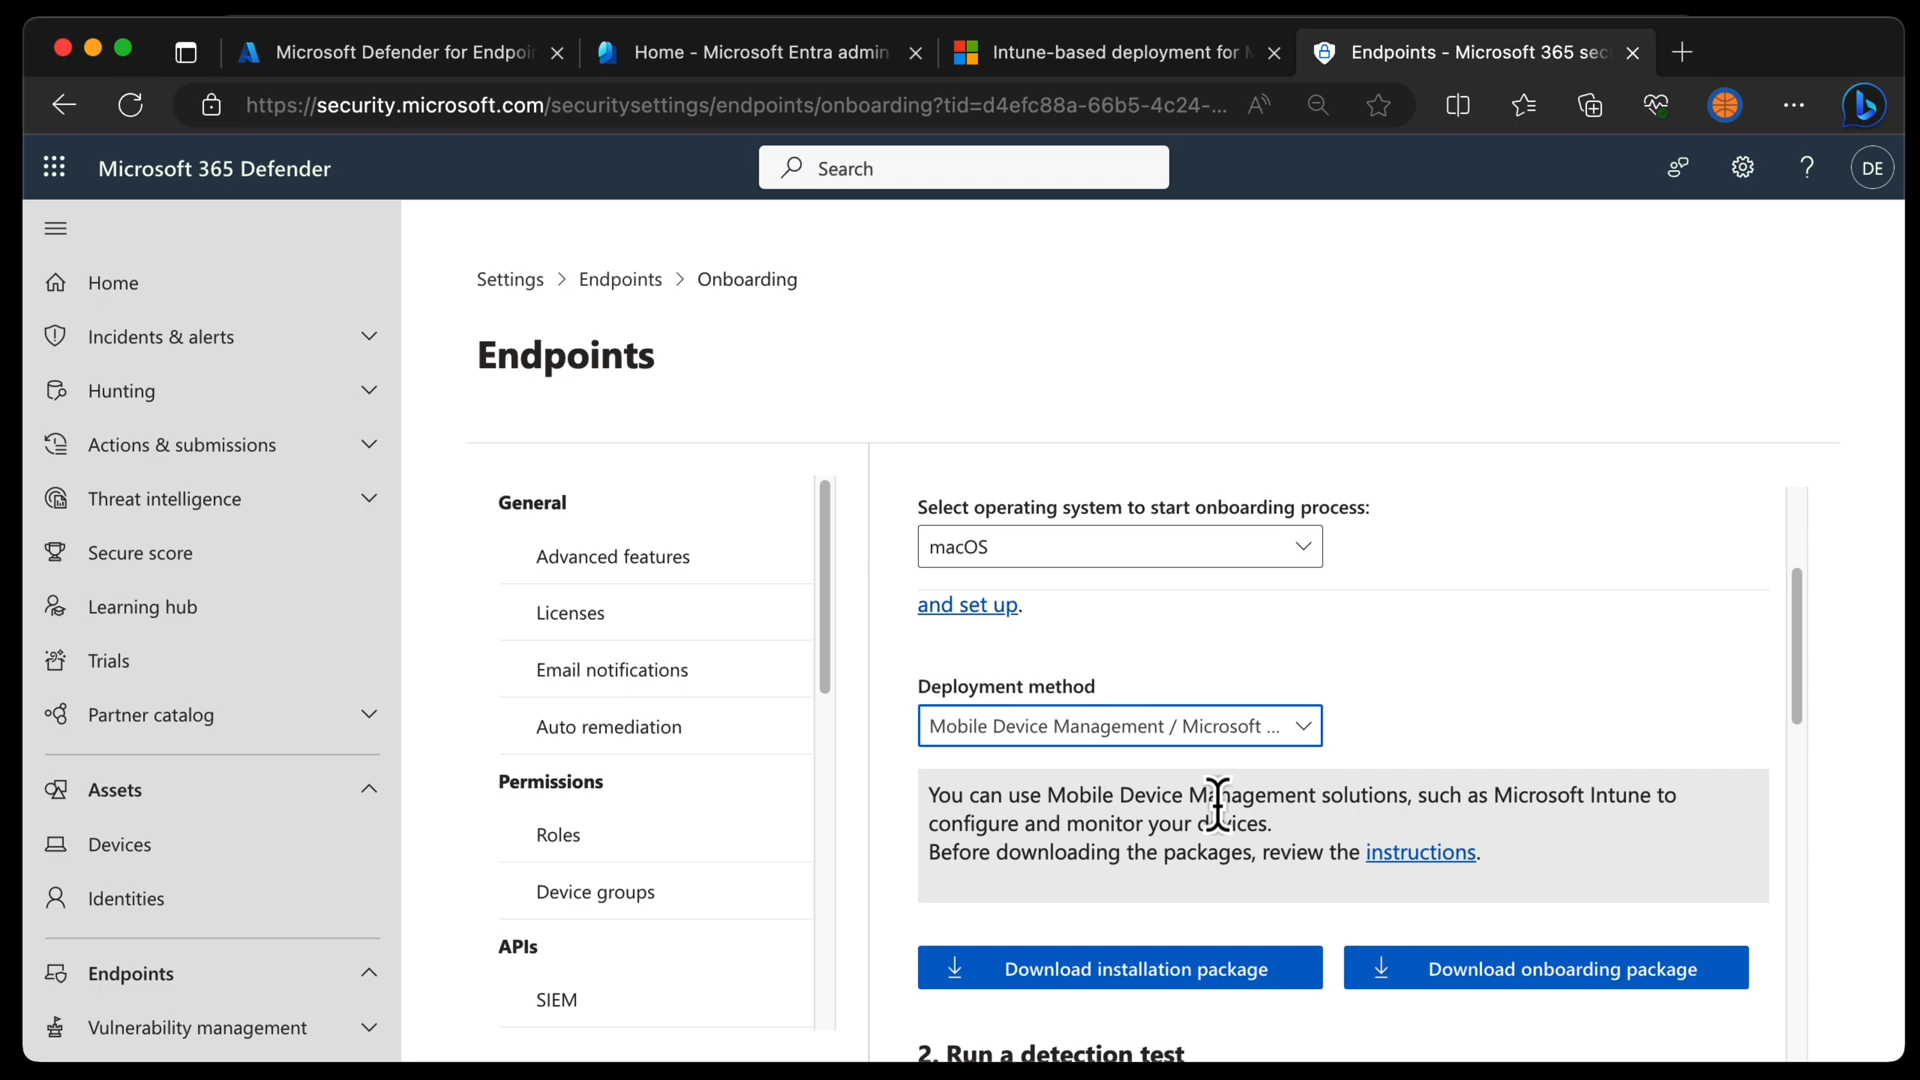 Microsoft Defender for Endpoi
Home - Microsoft Entra admin
Intune-based deployment for M
Endpoints - Microsoft 365 sec
https://security.microsoft.com/securitysettings/endpoints/onboarding?tid=d4efc88a-66b5-4c24-...
Microsoft 365 Defender
Search
DE
Home
Incidents & alerts
Hunting
Actions & submissions
Threat intelligence
Secure score
Learning hub
Trials
Partner catalog
Assets
Devices
Identities
Endpoints
Vulnerability management
Settings > Endpoints > Onboarding
Endpoints
General
Advanced features
Licenses
Email notifications
Auto remediation
Permissions
Roles
Device groups
APIs
SIEM
Select operating system to start onboarding process:
macOS
and set up.
Deployment method
Mobile Device Management / Microsoft ...
You can use Mobile Device Management solutions, such as Microsoft Intune to
configure and monitor your devices.
Before downloading the packages, review the instructions.
Download installation package
Download onboarding package
2. Run a detection test